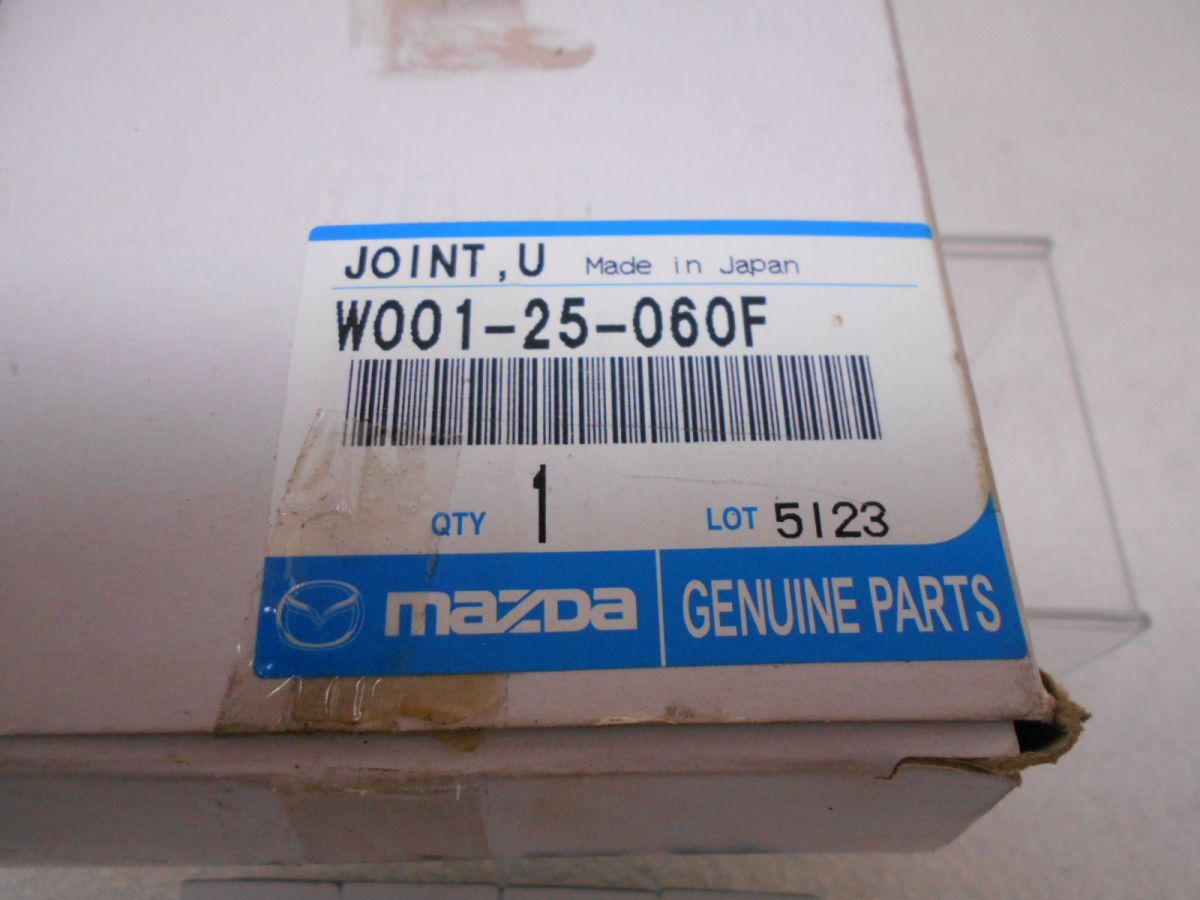 JOINT,U Made in Japan
W001-25-060F
QTY 1 LOT 5123
mazda GENUINE PARTS